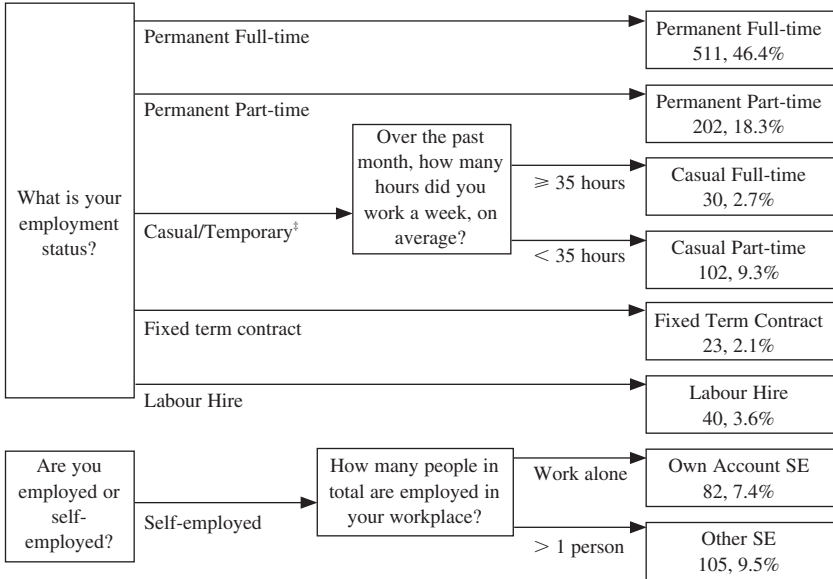 Permanent Full-time
Permanent Full-time
511, 46.4%
Permanent Part-time
Permanent Part-time
202, 18.3%
What is your
employment
status?
Casual/Temporary‡
Over the past
month, how many
hours did you
work a week, on
average?
≥ 35 hours
Casual Full-time
30, 2.7%
< 35 hours
Casual Part-time
102, 9.3%
Fixed term contract
Fixed Term Contract
23, 2.1%
Labour Hire
Labour Hire
40, 3.6%
Are you
employed or
self-
employed?
Self-employed
How many people in
total are employed in
your workplace?
Work alone
Own Account SE
82, 7.4%
> 1 person
Other SE
105, 9.5%